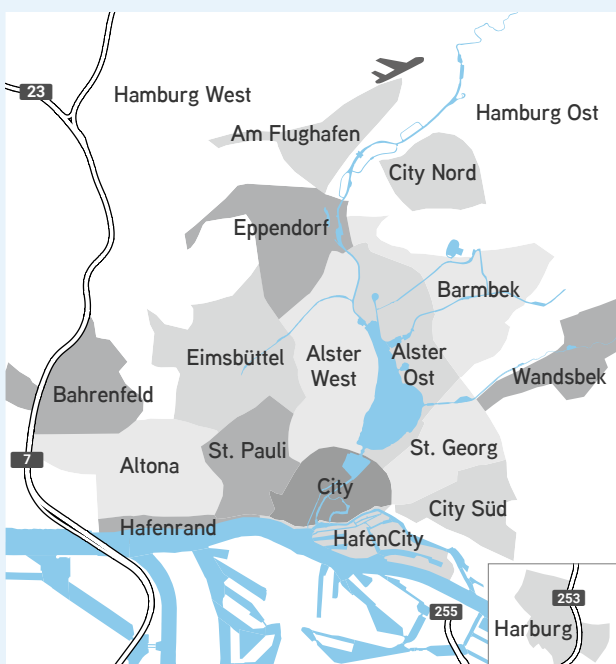 23
Hamburg West
Hamburg Ost
Am Flughafen
City Nord
Eppendorf
Barmbek
Eimsbüttel
Alster
West
Alster
Ost
Wandsbek
Bahrenfeld
St. Pauli
St. Georg
7
Altona
City
City Süd
Hafenrand
HafenCity
255
253
Harburg